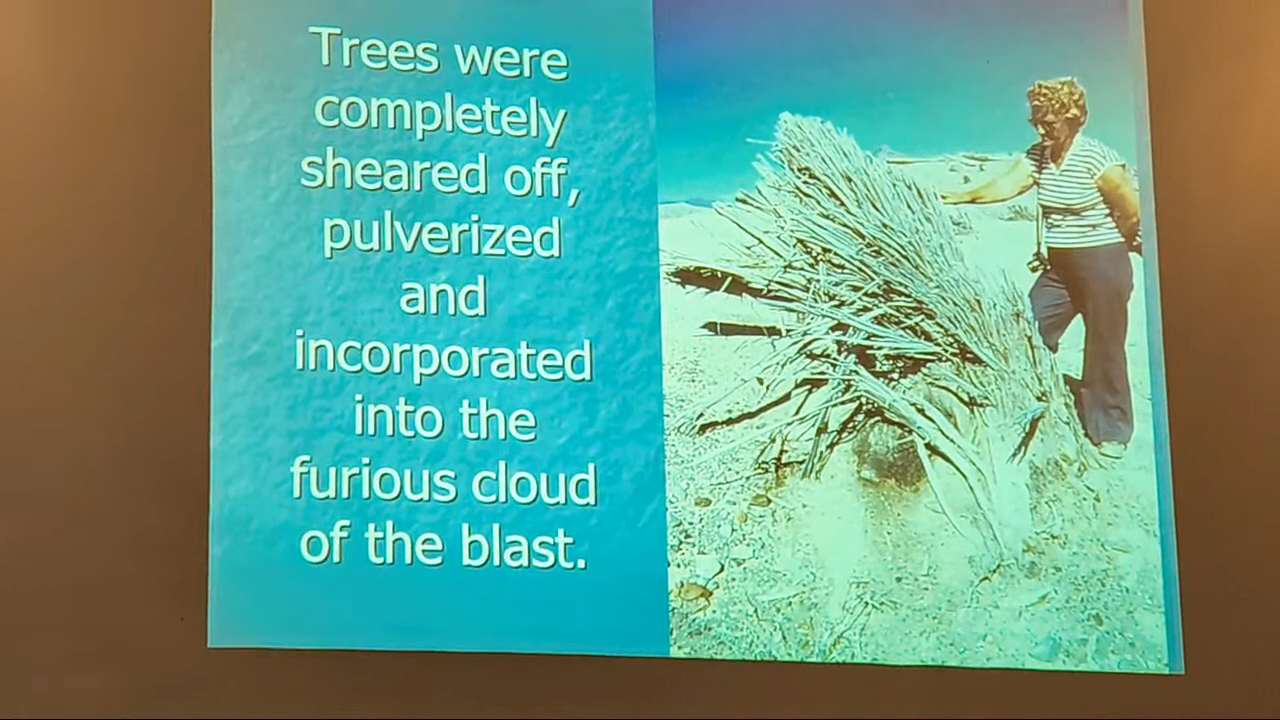 Trees were
completely
sheared off,
pulverized
and
incorporated
into the
furious cloud
of the blast.